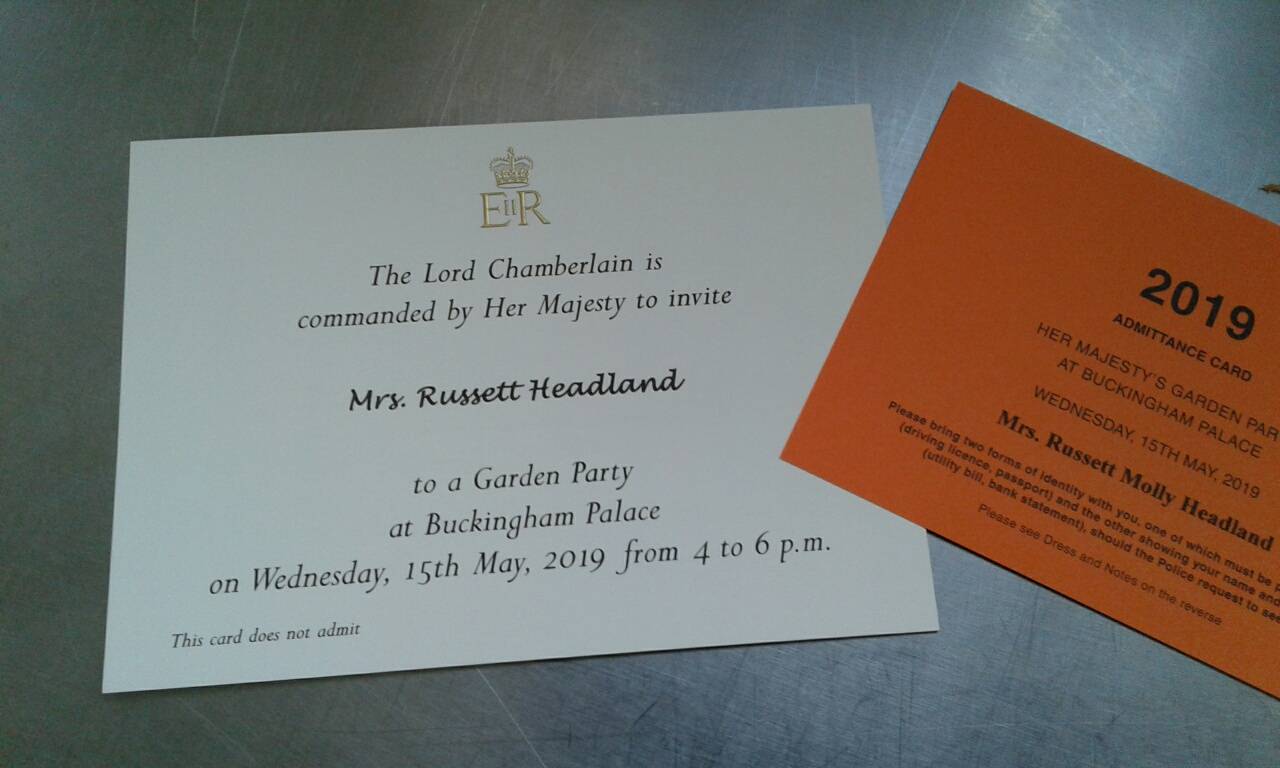 EIIR
The Lord Chamberlain is
commanded by Her Majesty to invite
Mrs. Russett Headland
to a Garden Party
at Buckingham Palace
on Wednesday, 15th May, 2019 from 4 to 6 p.m.
This card does not admit
2019
ADMITTANCE CARD
HER MAJESTY'S GARDEN PAR
AT BUCKINGHAM PALACE
WEDNESDAY, 15TH MAY, 2019
Mrs. Russett Molly Headland
Please bring two forms of identity with you, one of which must be
(driving licence, passport) and the other showing your name and
(utility bill, bank statement), should the Police request to see
Please see Dress and Notes on the reverse